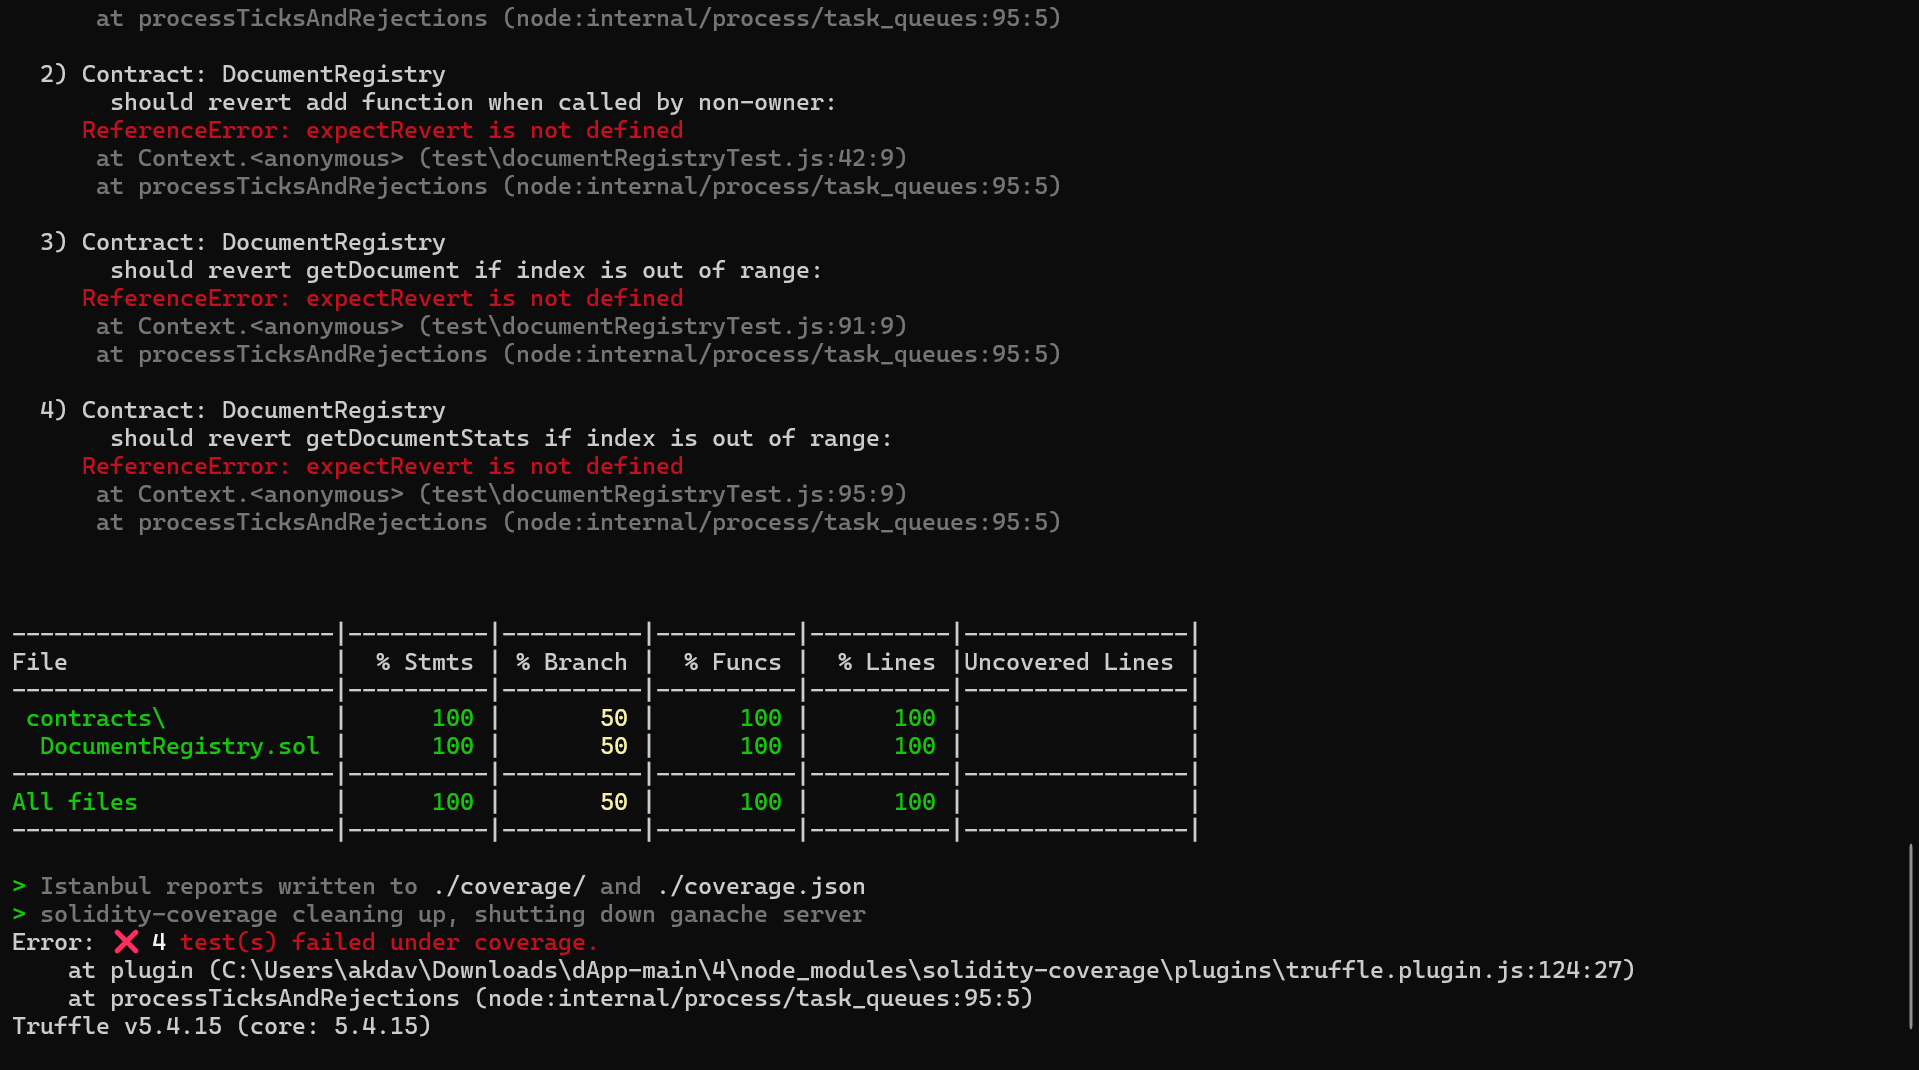 at processTicksAndRejections (node:internal/process/task_queues:95:5)
2) Contract: DocumentRegistry
should revert add function when called by non-owner:
ReferenceError: expectRevert is not defined
at Context.<anonymous> (test\documentRegistryTest.js:42:9)
at processTicksAndRejections (node:internal/process/task_queues:95:5)
3) Contract: DocumentRegistry
should revert getDocument if index is out of range:
ReferenceError: expectRevert is not defined
at Context.<anonymous> (test\documentRegistryTest.js:91:9)
at processTicksAndRejections (node:internal/process/task_queues:95:5)
4) Contract: DocumentRegistry
should revert getDocumentStats if index is out of range:
ReferenceError: expectRevert is not defined
at Context.<anonymous> (test\documentRegistryTest.js:95:9)
at processTicksAndRejections (node:internal/process/task_queues:95:5)
-----------------------|----------|----------|----------|----------|----------------|
File                   |  % Stmts | % Branch |  % Funcs |  % Lines |Uncovered Lines |
-----------------------|----------|----------|----------|----------|----------------|
 contracts\            |      100 |       50 |      100 |      100 |                |
  DocumentRegistry.sol |      100 |       50 |      100 |      100 |                |
-----------------------|----------|----------|----------|----------|----------------|
All files              |      100 |       50 |      100 |      100 |                |
-----------------------|----------|----------|----------|----------|----------------|
> Istanbul reports written to ./coverage/ and ./coverage.json
> solidity-coverage cleaning up, shutting down ganache server
Error: ❌ 4 test(s) failed under coverage.
at plugin (C:\Users\akdav\Downloads\dApp-main\4\node_modules\solidity-coverage\plugins\truffle.plugin.js:124:27)
at processTicksAndRejections (node:internal/process/task_queues:95:5)
Truffle v5.4.15 (core: 5.4.15)